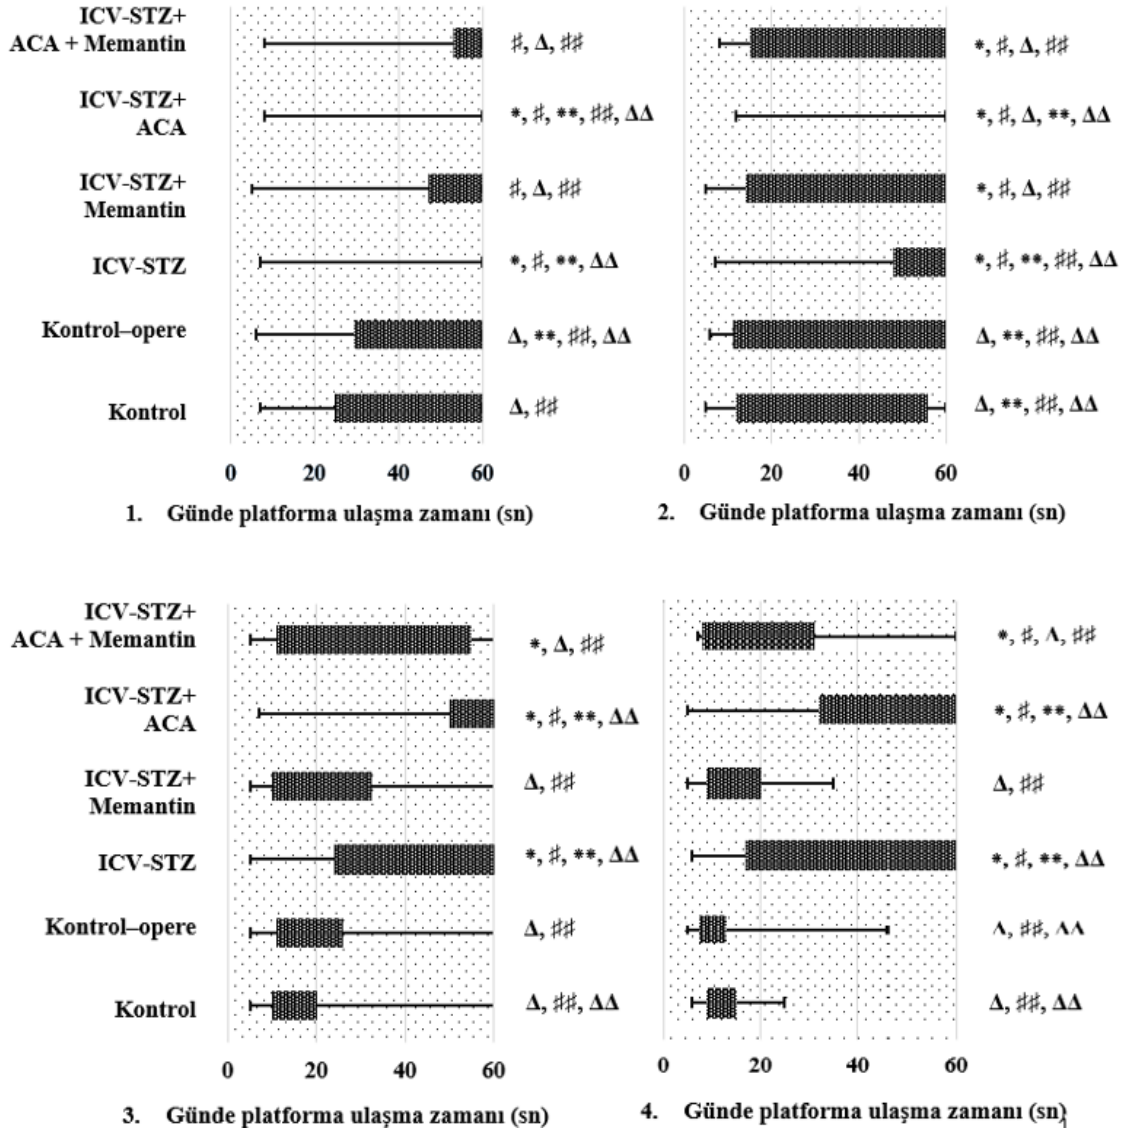 ICV-STZ+
ACA + Memantin
♯, Δ, ♯♯
*, ♯, Δ, ♯♯
ICV-STZ+
ACA
*, ♯, **, ♯♯, ΔΔ
*, ♯, Δ, **, ΔΔ
ICV-STZ+
Memantin
♯, Δ, ♯♯
*, ♯, Δ, ♯♯
ICV-STZ
*, ♯, **, ΔΔ
*, ♯, **, ♯♯, ΔΔ
Kontrol–opere
Δ, **, ♯♯, ΔΔ
Δ, **, ♯♯, ΔΔ
Kontrol
Δ, ♯♯
Δ, **, ♯♯, ΔΔ
0 20 40 60
0 20 40 60
1. Günde platforma ulaşma zamanı (sn)
2. Günde platforma ulaşma zamanı (sn)
ICV-STZ+
ACA + Memantin
*, Δ, ♯♯
*, ♯, Λ, ♯♯
ICV-STZ+
ACA
*, ♯, **, ΔΔ
*, ♯, **, ΔΔ
ICV-STZ+
Memantin
Δ, ♯♯
Δ, ♯♯
ICV-STZ
*, ♯, **, ΔΔ
*, ♯, **, ΔΔ
Kontrol–opere
Δ, ♯♯
Λ, ♯♯, ΛΛ
Kontrol
Δ, ♯♯, ΔΔ
Δ, ♯♯, ΔΔ
0 20 40 60
0 20 40 60
3. Günde platforma ulaşma zamanı (sn)
4. Günde platforma ulaşma zamanı (sn)